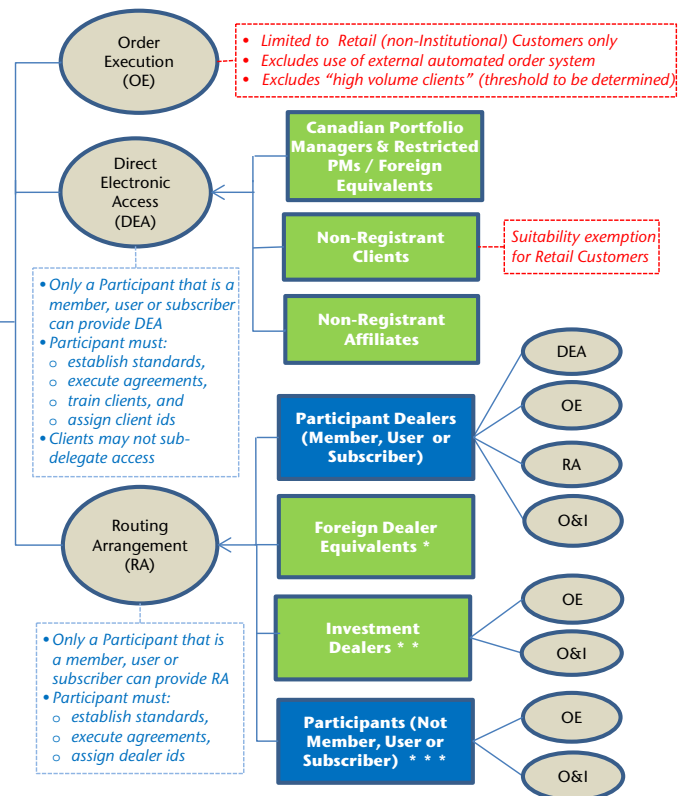 Order
Execution
(OE)
• Limited to Retail (non-Institutional) Customers only
• Excludes use of external automated order system
• Excludes “high volume clients” (threshold to be determined)
Direct
Electronic
Access
(DEA)
Canadian Portfolio
Managers & Restricted
PMs / Foreign
Equivalents
Non-Registrant
Clients
Suitability exemption
for Retail Customers
Non-Registrant
Affiliates
• Only a Participant that is a
member, user or subscriber
can provide DEA
• Participant must:
o establish standards,
o execute agreements,
o train clients, and
o assign client ids
• Clients may not sub-
delegate access
Routing
Arrangement
(RA)
Participant Dealers
(Member, User or
Subscriber)
DEA
OE
RA
O&I
Foreign Dealer
Equivalents *
Investment
Dealers * *
OE
O&I
Participants (Not
Member, User or
Subscriber) * * *
OE
O&I
• Only a Participant that is
a member, user or
subscriber can provide RA
• Participant must:
o establish standards,
o execute agreements,
o assign dealer ids